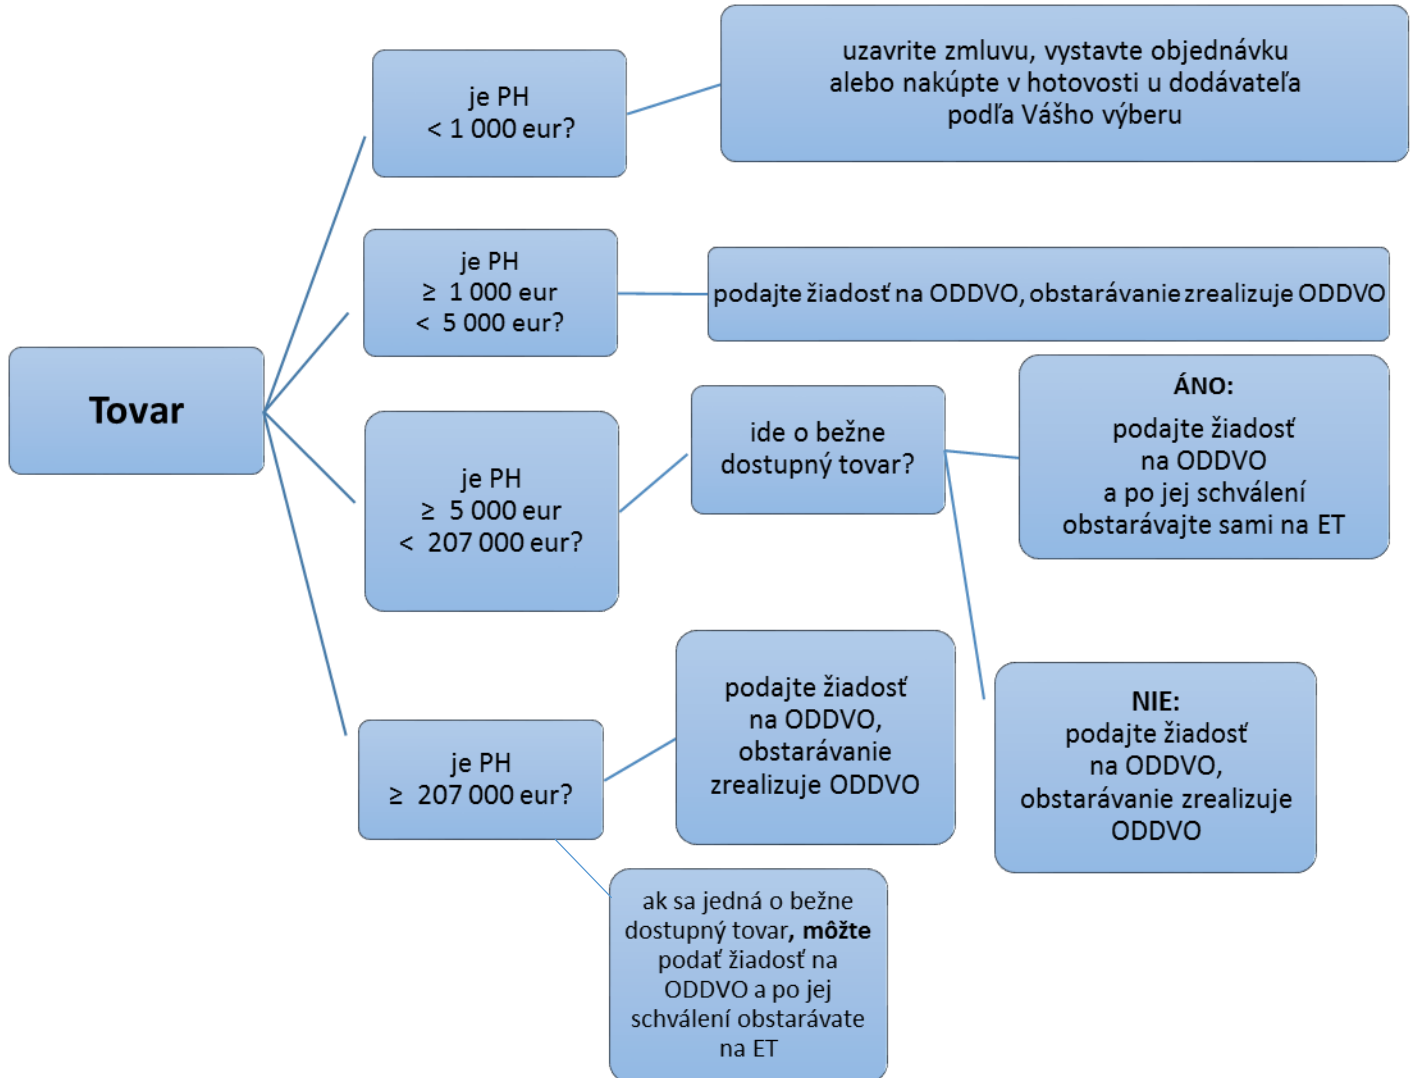 Tovar
je PH
< 1 000 eur?
uzavrite zmluvu, vystavte objednávku
alebo nakúpte v hotovosti u dodávateľa
podľa Vášho výberu
je PH
≥ 1 000 eur
< 5 000 eur?
podajte žiadosť na ODDVO, obstarávanie zrealizuje ODDVO
je PH
≥ 5 000 eur
< 207 000 eur?
ide o bežne
dostupný tovar?
ÁNO:
podajte žiadosť
na ODDVO
a po jej schválení
obstarávajte sami na ET
NIE:
podajte žiadosť
na ODDVO,
obstarávanie zrealizuje
ODDVO
je PH
≥ 207 000 eur?
podajte žiadosť
na ODDVO,
obstarávanie
zrealizuje ODDVO
ak sa jedná o bežne
dostupný tovar, môžte
podať žiadosť na
ODDVO a po jej
schválení obstarávate
na ET